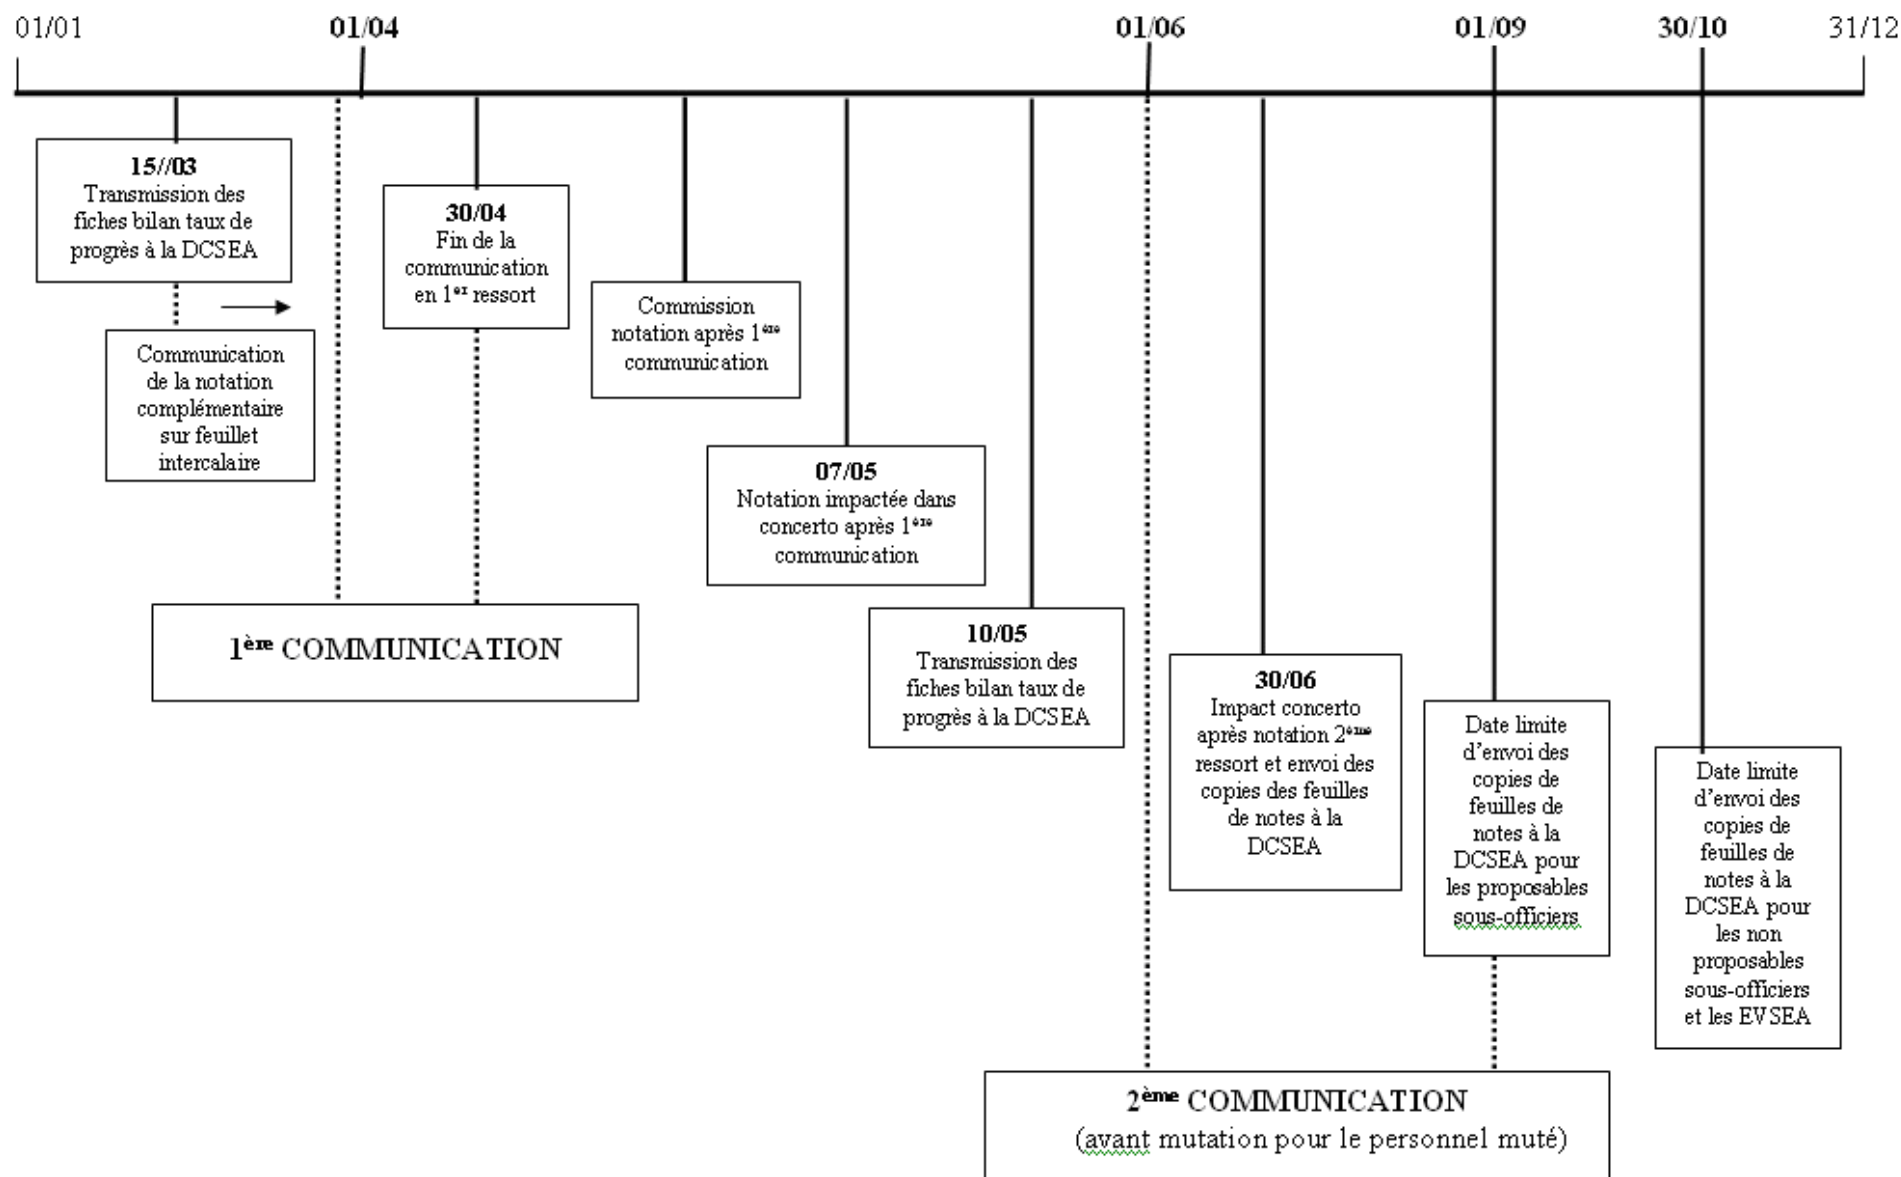 01/01
01/04
01/06
01/09
30/10
31/12
15//03
Transmission des
fiches bilan taux de
progrès à la DCSEA
Communication
de la notation
complémentaire
sur feuillet
intercalaire
30/04
Fin de la
communication
en 1er ressort
Commission
notation après 1ère
communication
07/05
Notation impactée dans
concerto après 1ère
communication
1ère COMMUNICATION
10/05
Transmission des
fiches bilan taux de
progrès à la DCSEA
30/06
Impact concerto
après notation 2ème
ressort et envoi des
copies des feuilles
de notes à la
DCSEA
Date limite
d'envoi des
copies de
feuilles de
notes à la
DCSEA pour
les proposables
sous-officiers
Date limite
d'envoi des
copies de
feuilles de
notes à la
DCSEA pour
les non
proposables
sous-officiers
et les EVSEA
2ème COMMUNICATION
(avant mutation pour le personnel muté)